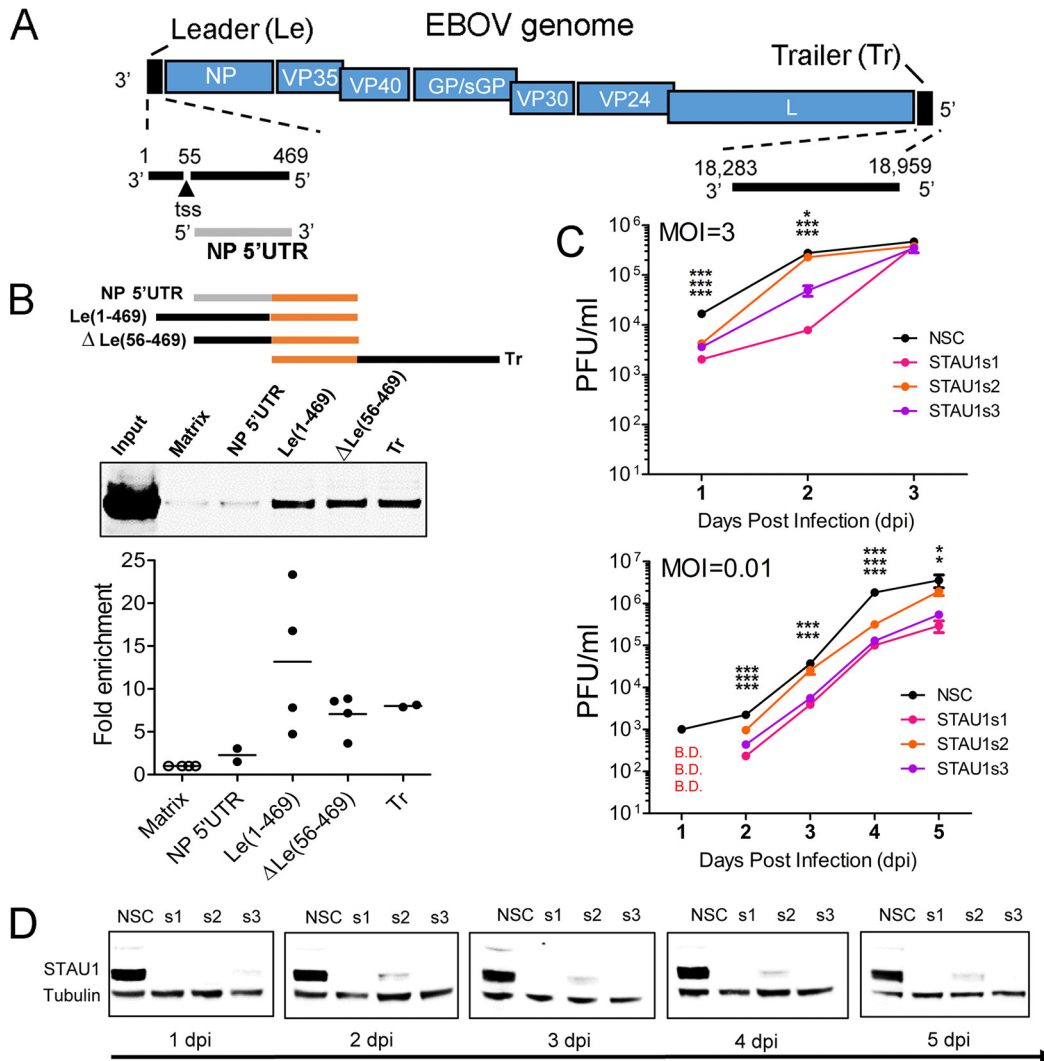 A
EBOV genome
Leader (Le)
Trailer (Tr)
3’
NP
VP35
VP40
GP/sGP
VP30
VP24
L
5’
1
55
469
3’
5’
tss
5’
3’
NP 5’UTR
18,283
18,959
3’
5’
B
NP 5’UTR
Le(1-469)
Δ Le(56-469)
Tr
Input
Matrix
NP 5’UTR
Le(1-469)
ΔLe(56-469)
Tr
Fold enrichment
25
20
15
10
5
0
Matrix
NP 5’UTR
Le(1-469)
ΔLe(56-469)
Tr
C
MOI=3
PFU/ml
10^6
10^5
10^4
10^3
10^2
10^1
***
***
***
*
***
***
NSC
STAU1s1
STAU1s2
STAU1s3
1
2
3
Days Post Infection (dpi)
MOI=0.01
PFU/ml
10^7
10^6
10^5
10^4
10^3
10^2
10^1
B.D.
B.D.
B.D.
***
***
***
***
***
***
***
***
*
*
NSC
STAU1s1
STAU1s2
STAU1s3
1
2
3
4
5
Days Post Infection (dpi)
D
NSC s1 s2 s3
NSC s1 s2 s3
NSC s1 s2 s3
NSC s1 s2 s3
NSC s1 s2 s3
STAU1
Tubulin
1 dpi
2 dpi
3 dpi
4 dpi
5 dpi